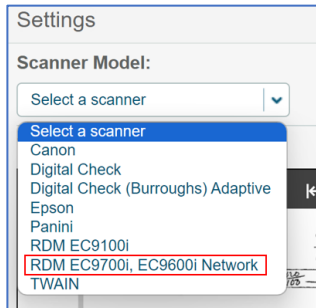 Settings
Scanner Model:
Select a scanner
Select a scanner
Canon
Digital Check
Digital Check (Burroughs) Adaptive
Epson
Panini
RDM EC9100i
RDM EC9700i, EC9600i Network
TWAIN